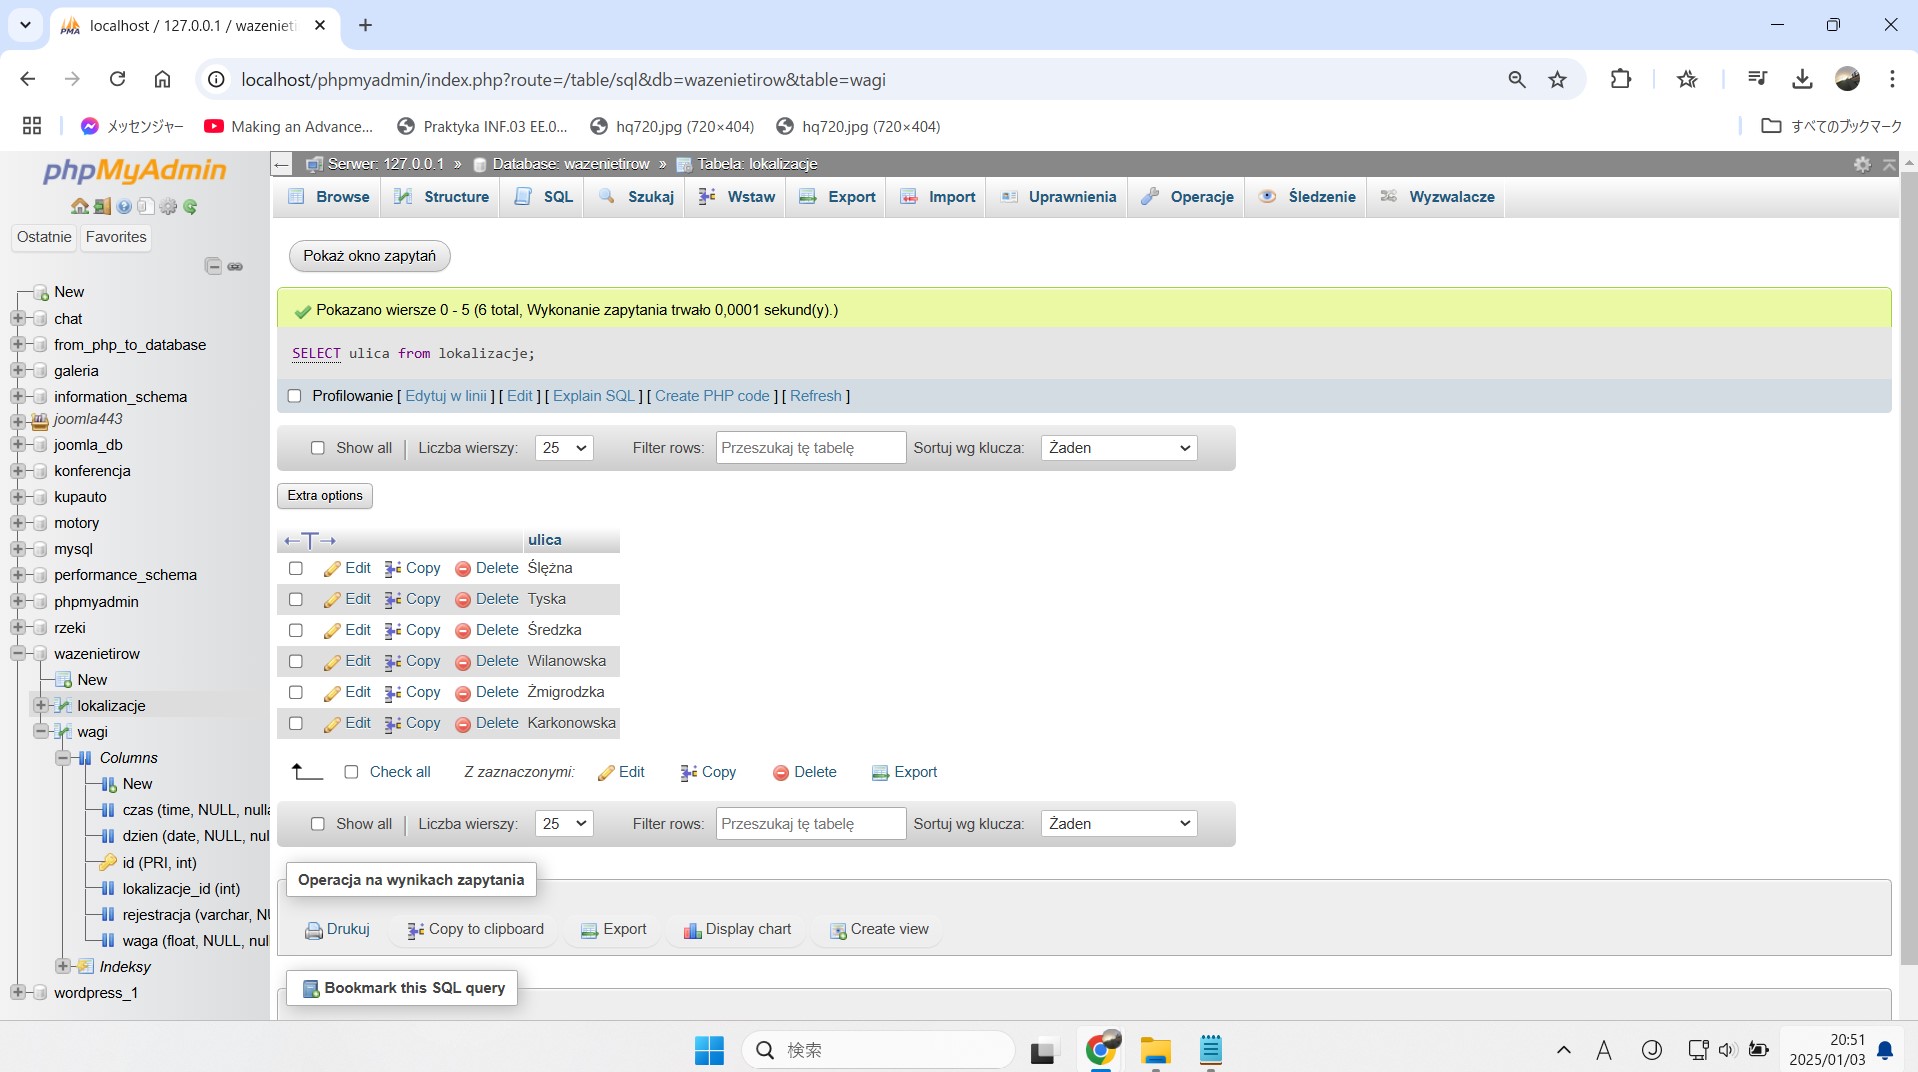 localhost / 127.0.0.1 / wazenieti
localhost/phpmyadmin/index.php?route=/table/sql&db=wazenietirow&table=wagi
メッセンジャー
Making an Advance...
Praktyka INF.03 EE.0...
hq720.jpg (720×404)
hq720.jpg (720×404)
すべてのブックマーク
phpMyAdmin
Ostatnie
Favorites
New
chat
from_php_to_database
galeria
information_schema
joomla443
joomla_db
konferencja
kupauto
motory
mysql
performance_schema
phpmyadmin
rzeki
wazenietirow
New
lokalizacje
wagi
Columns
New
czas (time, NULL, nulla
dzien (date, NULL, nul
id (PRI, int)
lokalizacje_id (int)
rejestracja (varchar, NU
waga (float, NULL, nul
Indeksy
wordpress_1
Serwer: 127.0.0.1 » Database: wazenietirow » Tabela: lokalizacje
Browse Structure SQL Szukaj Wstaw Export Import Uprawnienia Operacje Śledzenie Wyzwalacze
Pokaż okno zapytań
Pokazano wiersze 0 - 5 (6 total, Wykonanie zapytania trwało 0,0001 sekund(y).)
SELECT ulica from lokalizacje;
Profilowanie [ Edytuj w linii ] [ Edit ] [ Explain SQL ] [ Create PHP code ] [ Refresh ]
Show all Liczba wierszy: 25 Filter rows: Przeszukaj tę tabelę Sortuj wg klucza: Żaden
Extra options
←T→ ulica
Edit Copy Delete Ślężna
Edit Copy Delete Tyska
Edit Copy Delete Średzka
Edit Copy Delete Wilanowska
Edit Copy Delete Żmigrodzka
Edit Copy Delete Karkonowska
Check all Z zaznaczonymi: Edit Copy Delete Export
Show all Liczba wierszy: 25 Filter rows: Przeszukaj tę tabelę Sortuj wg klucza: Żaden
Operacja na wynikach zapytania
Drukuj Copy to clipboard Export Display chart Create view
Bookmark this SQL query
検索
A
20:51
2025/01/03